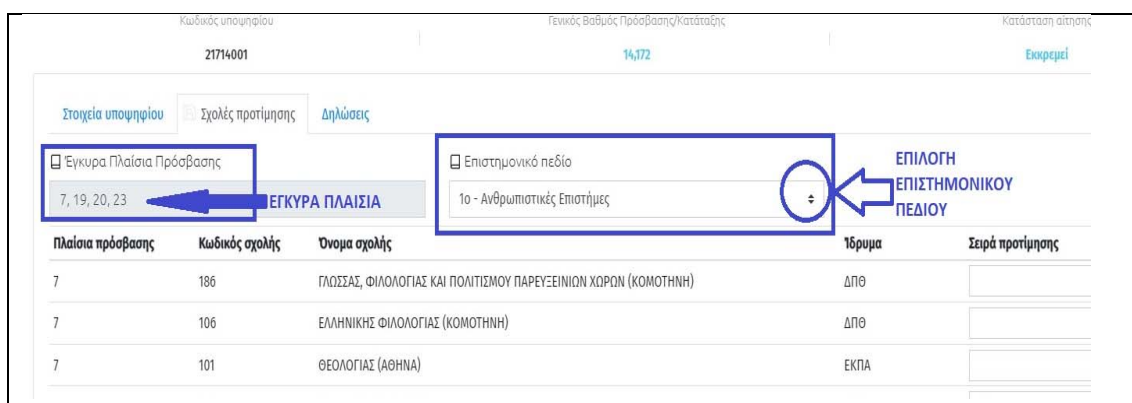 Κωδικός υποψηφίου Γενικός Βαθμός Πρόσβασης/Κατάταξης Κατάσταση αίτησης
21714001 14,172 Εκκρεμεί
Στοιχεία υποψηφίου Σχολές προτίμησης Δηλώσεις
Έγκυρα Πλαίσια Πρόσβασης Επιστημονικό πεδίο
7, 19, 20, 23 ΕΓΚΥΡΑ ΠΛΑΙΣΙΑ 1ο - Ανθρωπιστικές Επιστήμες
ΕΠΙΛΟΓΗ
ΕΠΙΣΤΗΜΟΝΙΚΟΥ
ΠΕΔΙΟΥ
Πλαίσια πρόσβασης Κωδικός σχολής Όνομα σχολής Ίδρυμα Σειρά προτίμησης
7 186 ΓΛΩΣΣΑΣ, ΦΙΛΟΛΟΓΙΑΣ ΚΑΙ ΠΟΛΙΤΙΣΜΟΥ ΠΑΡΕΥΞΕΙΝΙΩΝ ΧΩΡΩΝ (ΚΟΜΟΤΗΝΗ) ΔΠΘ
7 106 ΕΛΛΗΝΙΚΗΣ ΦΙΛΟΛΟΓΙΑΣ (ΚΟΜΟΤΗΝΗ) ΔΠΘ
7 101 ΘΕΟΛΟΓΙΑΣ (ΑΘΗΝΑ) ΕΚΠΑ